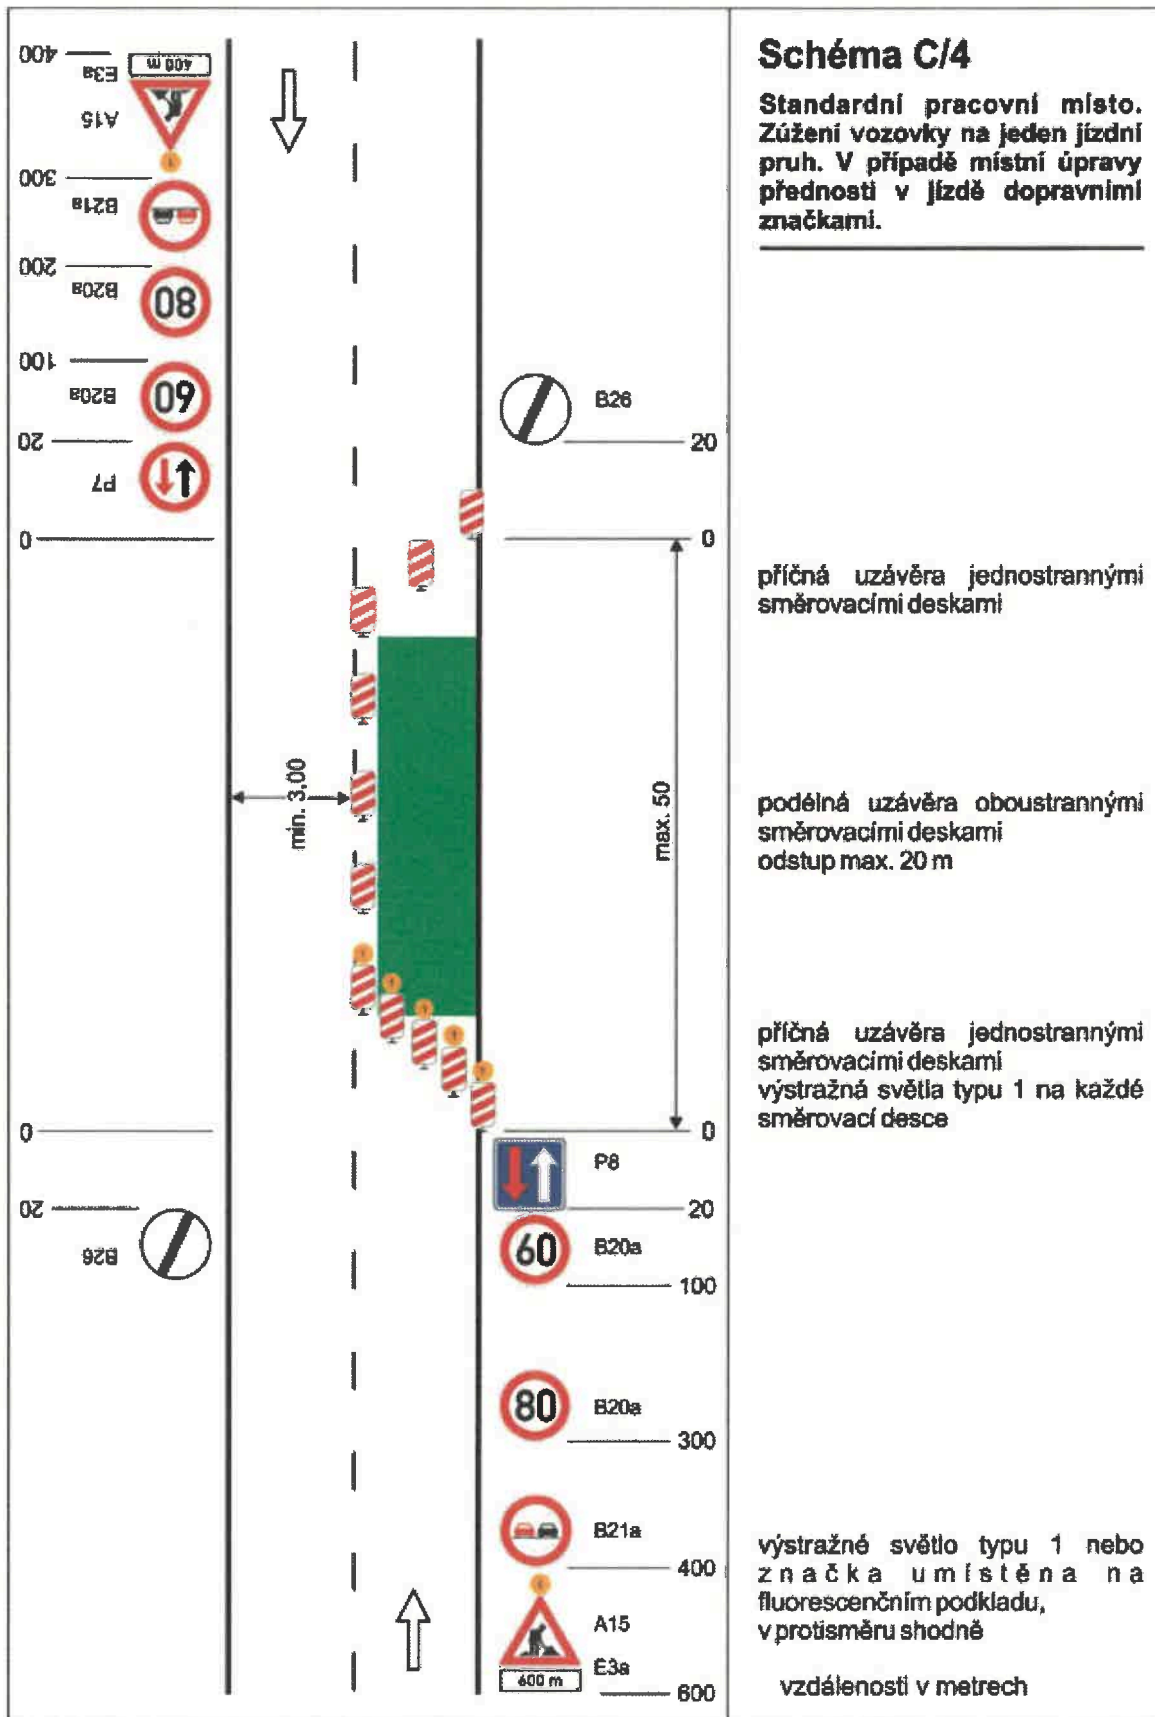 Schéma C/4
Standardní pracovní místo.
Zúžení vozovky na jeden jízdní
pruh. V případě místní úpravy
přednosti v jízdě dopravními
značkami.
400
E3a
400 m
A15
300
B21a
200
B20a
80
100
B20a
60
20
P7
0
B26
20
0
příčná uzávěra jednostrannými
směrovacími deskami
min. 3,00
max. 50
podélná uzávěra oboustrannými
směrovacími deskami
odstup max. 20 m
příčná uzávěra jednostrannými
směrovacími deskami
výstražná světla typu 1 na každé
směrovací desce
0
20
B26
0
P8
20
60
B20a
100
80
B20a
300
B21a
400
A15
E3a
600 m
600
výstražné světlo typu 1 nebo
značka umístěna na
fluorescenčním podkladu,
v protisměru shodně
vzdálenosti v metrech